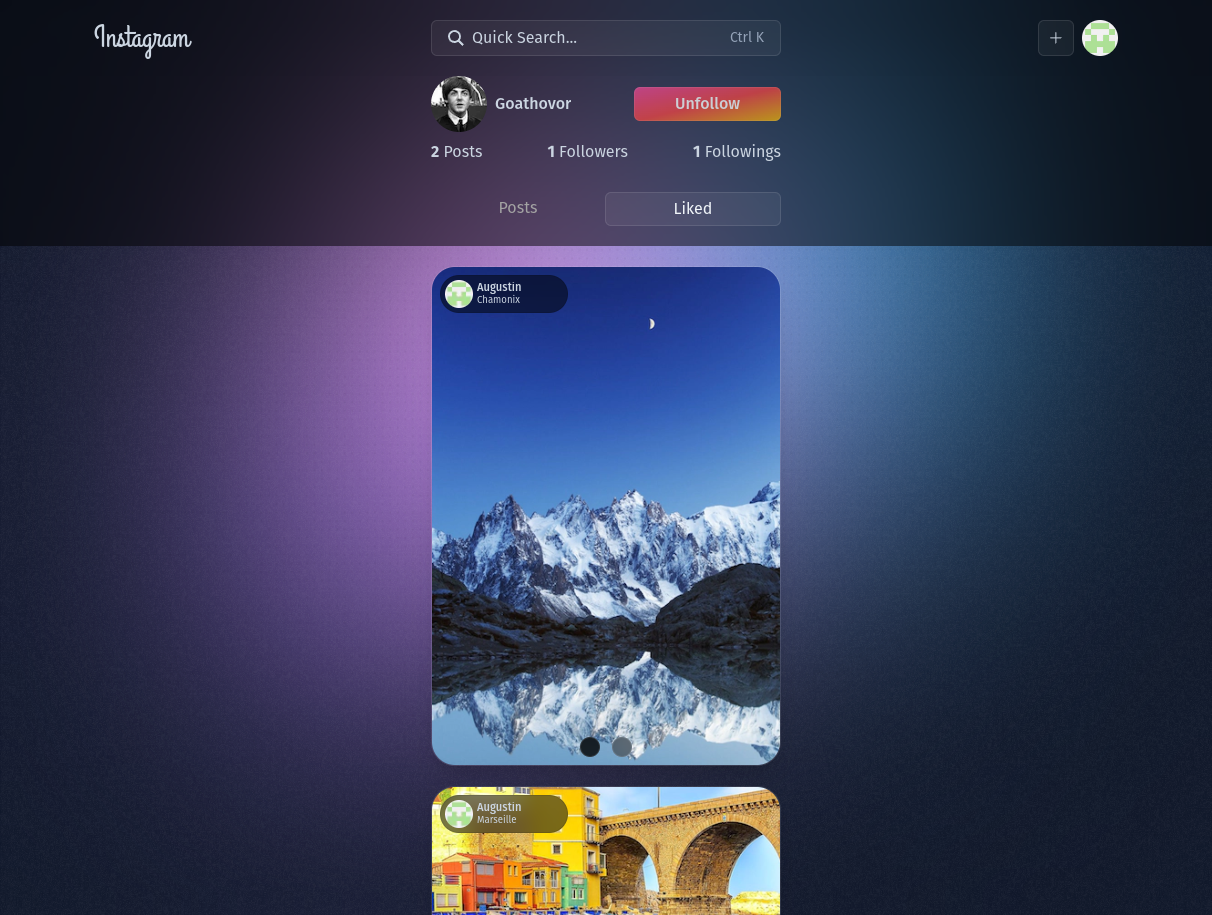 Instagram
Quick Search...
Ctrl K
Goathovor
Unfollow
2 Posts
1 Followers
1 Followings
Posts
Liked
Augustin
Chamonix
Augustin
Marseille